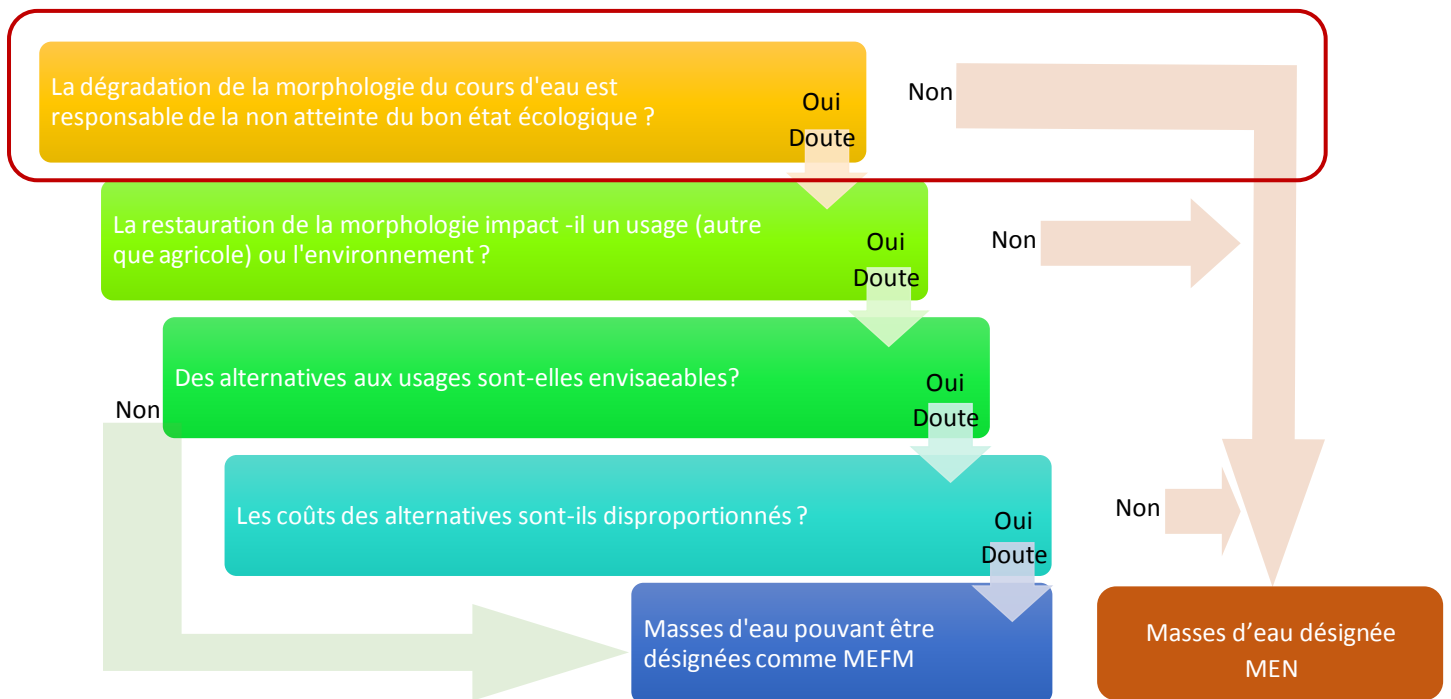 La dégradation de la morphologie du cours d'eau est
responsable de la non atteinte du bon état écologique ?
Oui
Doute
Non
La restauration de la morphologie impact -il un usage (autre
que agricole) ou l'environnement ?
Oui
Doute
Non
Des alternatives aux usages sont-elles envisaeables?
Oui
Doute
Non
Les coûts des alternatives sont-ils disproportionnés ?
Oui
Doute
Non
Masses d'eau pouvant être
désignées comme MEFM
Masses d’eau désignée
MEN